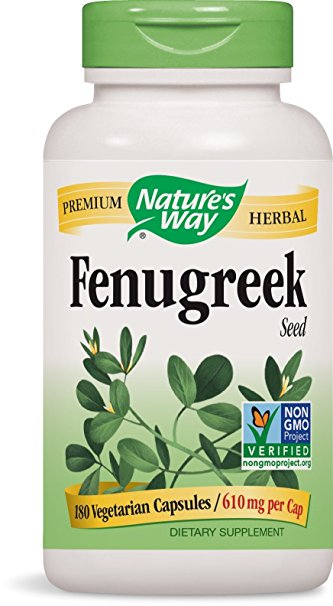 PREMIUM Nature's Way® HERBAL
Fenugreek
Seed
NON
GMO
Project
VERIFIED
nongmoproject.org
180 Vegetarian Capsules / 610 mg per Cap
DIETARY SUPPLEMENT